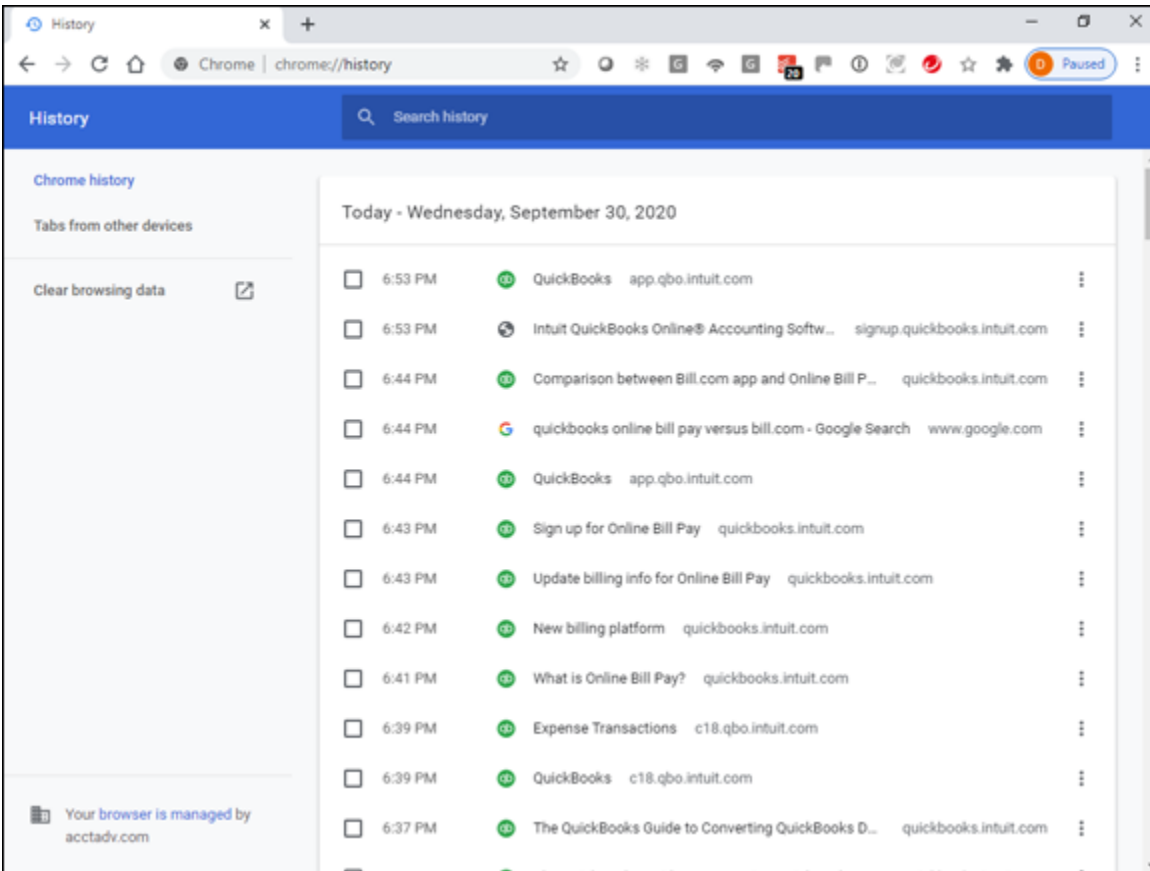 History
Chrome | chrome://history
20
D Paused
History
Search history
Chrome history
Tabs from other devices
Clear browsing data
Today - Wednesday, September 30, 2020
6:53 PM QuickBooks app.qbo.intuit.com
6:53 PM Intuit QuickBooks Online® Accounting Softw... signup.quickbooks.intuit.com
6:44 PM Comparison between Bill.com app and Online Bill P... quickbooks.intuit.com
6:44 PM quickbooks online bill pay versus bill.com - Google Search www.google.com
6:44 PM QuickBooks app.qbo.intuit.com
6:43 PM Sign up for Online Bill Pay quickbooks.intuit.com
6:43 PM Update billing info for Online Bill Pay quickbooks.intuit.com
6:42 PM New billing platform quickbooks.intuit.com
6:41 PM What is Online Bill Pay? quickbooks.intuit.com
6:39 PM Expense Transactions c18.qbo.intuit.com
6:39 PM QuickBooks c18.qbo.intuit.com
6:37 PM The QuickBooks Guide to Converting QuickBooks D... quickbooks.intuit.com
Your browser is managed by
acctadv.com